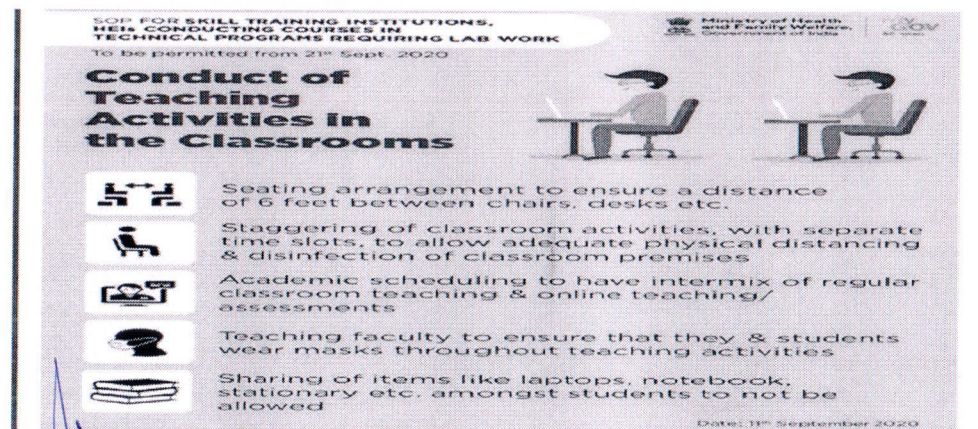 SOP FOR SKILL TRAINING INSTITUTIONS,
HEIs CONDUCTING COURSES IN
TECHNICAL PROGRAMS REQUIRING LAB WORK
Ministry of Health
and Family Welfare,
Government of India
To be permitted from 21st Sept. 2020
Conduct of
Teaching
Activities in
the Classrooms
Seating arrangement to ensure a distance
of 6 feet between chairs, desks etc.
Staggering of classroom activities, with separate
time slots, to allow adequate physical distancing
& disinfection of classroom premises
Academic scheduling to have intermix of regular
classroom teaching & online teaching/
assessments
Teaching faculty to ensure that they & students
wear masks throughout teaching activities
Sharing of items like laptops, notebook,
stationary etc. amongst students to not be
allowed
Date: 11th September 2020